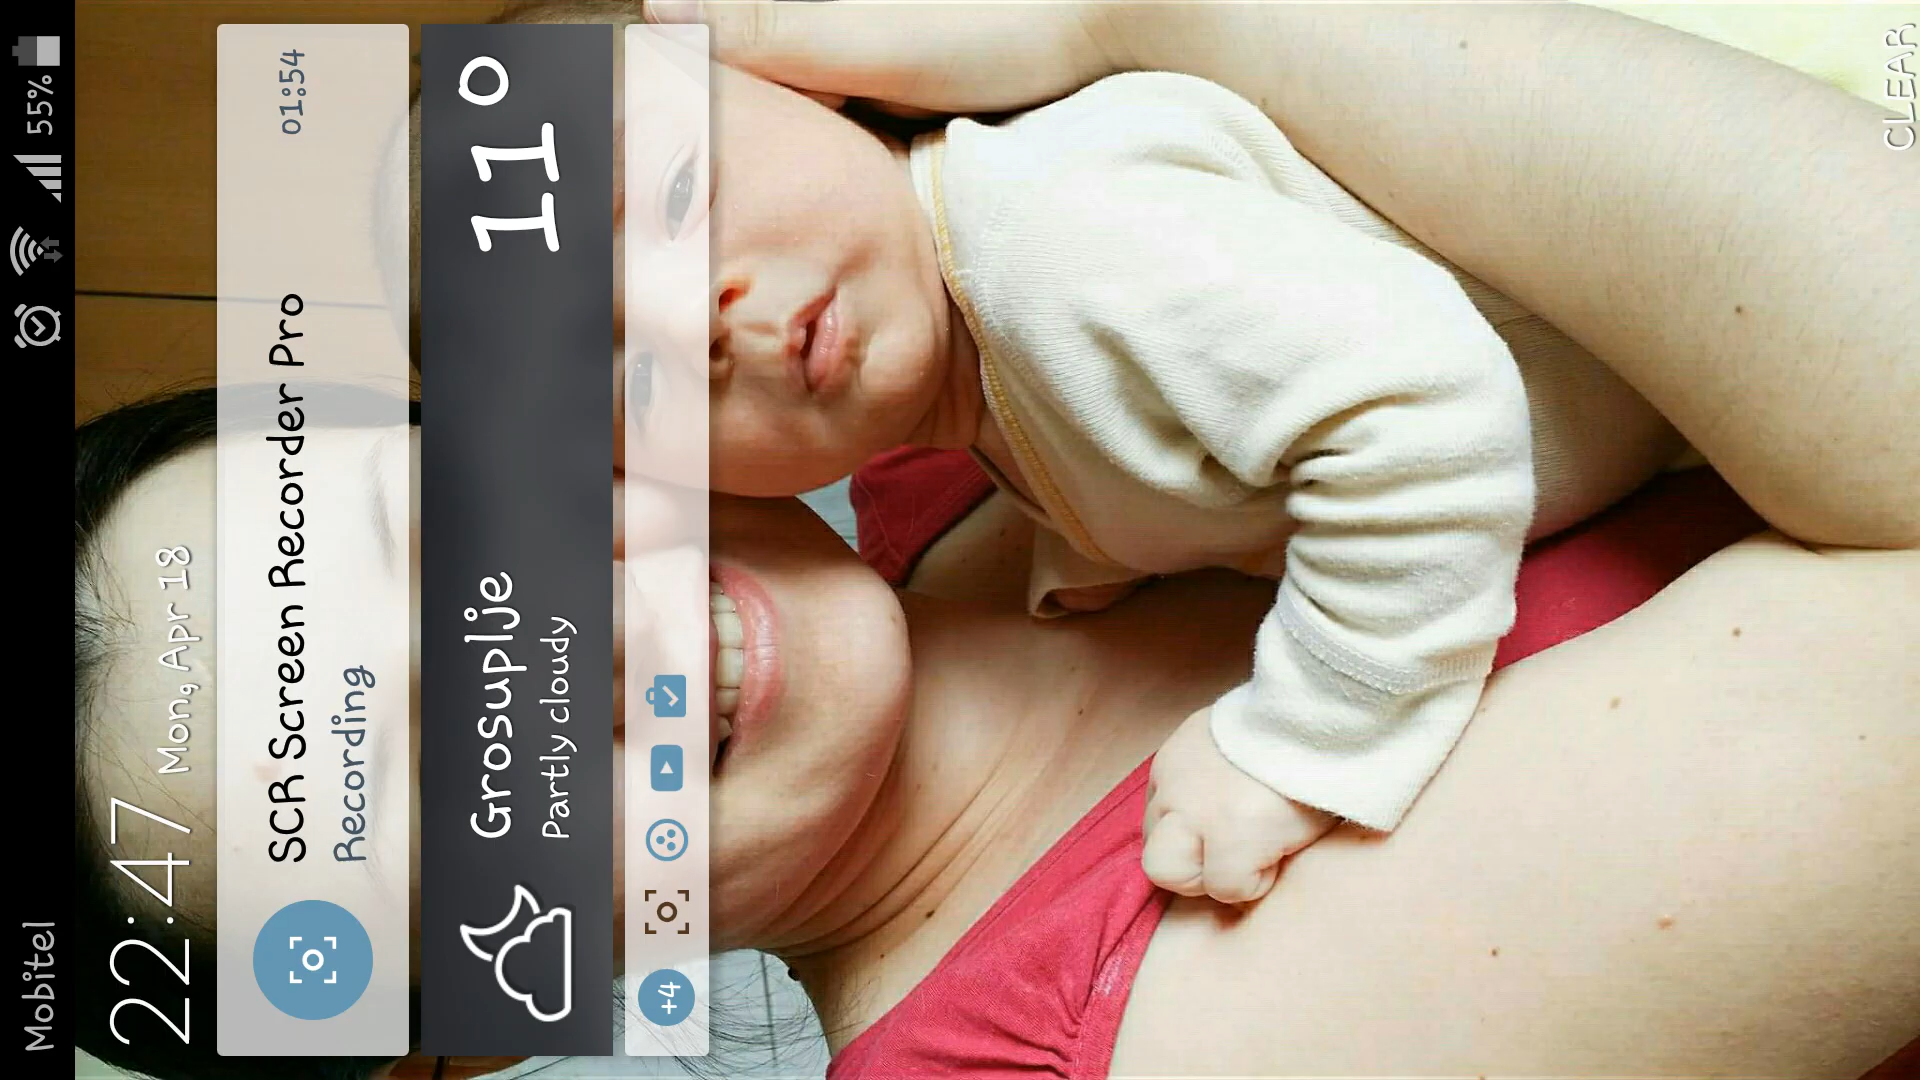 Mobitel 55%
22:47
Mon, Apr 18
SCR Screen Recorder Pro 01:54
Recording
Grosuplje 11°
Partly cloudy
+4
CLEAR